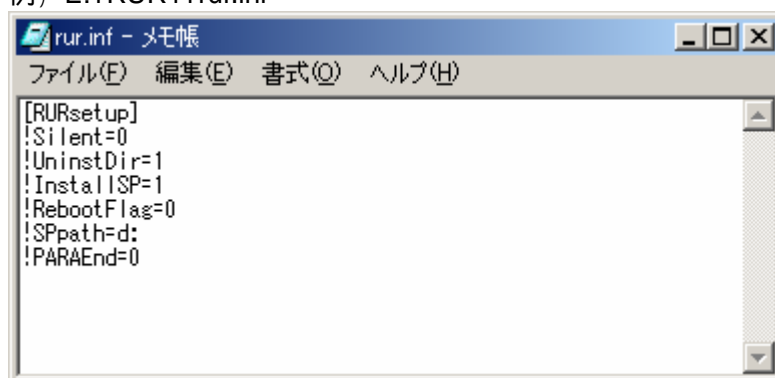 rur.inf - メモ帳
ファイル(F) 編集(E) 書式(O) ヘルプ(H)
[RURsetup]
!Silent=0
!UninstDir=1
!InstallSP=1
!RebootFlag=0
!SPpath=d:
!PARAEnd=0